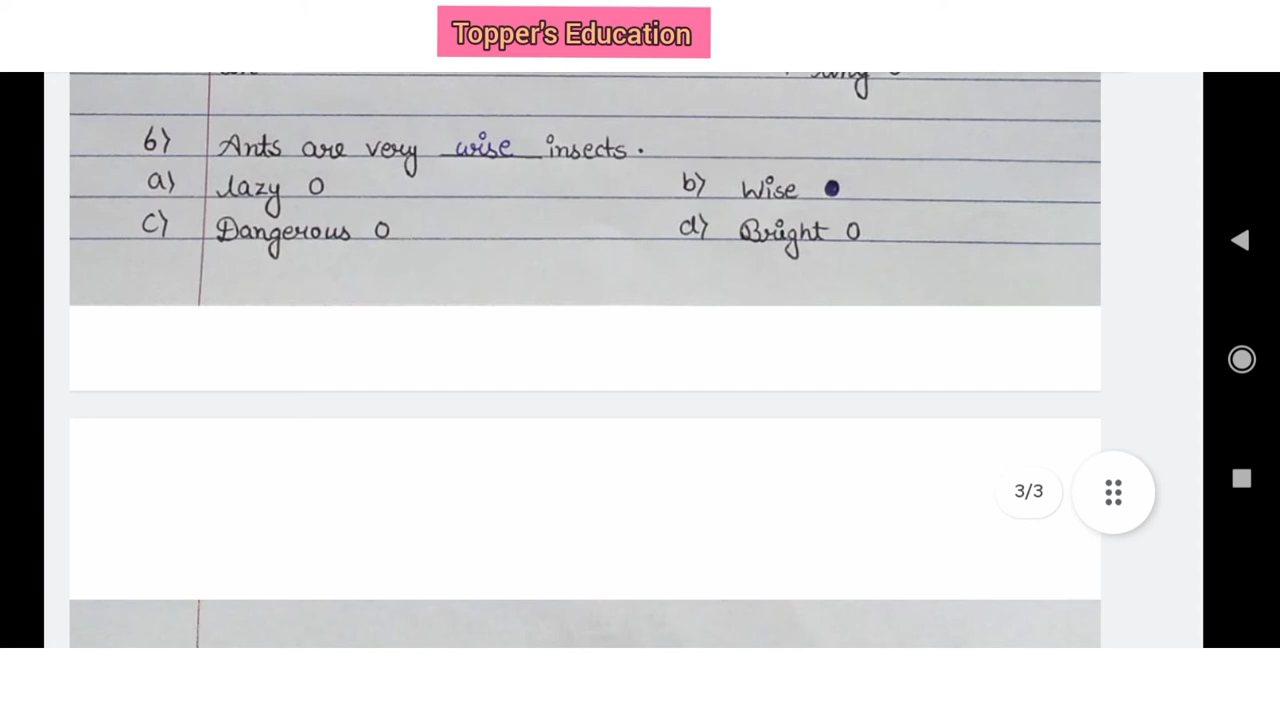 Topper's Education
6) Ants are very wise insects.
a) Lazy O b) Wise ●
c) Dangerous O d) Bright O
3/3